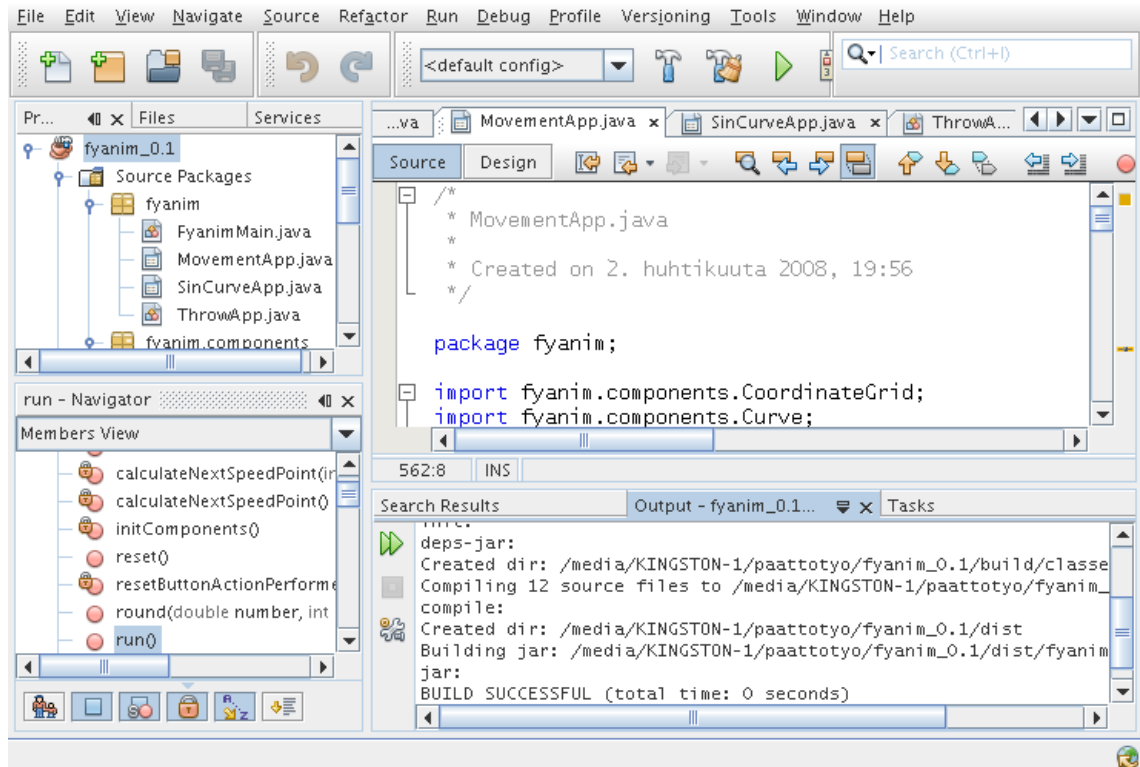 File Edit View Navigate Source Refactor Run Debug Profile Versioning Tools Window Help
<default config>
Search (Ctrl+I)
Pr... Files Services
fyanim_0.1
Source Packages
fyanim
FyanimMain.java
MovementApp.java
SinCurveApp.java
ThrowApp.java
fyanim.components
run - Navigator
Members View
calculateNextSpeedPoint(in
calculateNextSpeedPoint()
initComponents()
reset()
resetButtonActionPerforme
round(double number, int
run()
...va MovementApp.java SinCurveApp.java ThrowA...
Source Design
/*
* MovementApp.java
*
* Created on 2. huhtikuuta 2008, 19:56
*/
package fyanim;
import fyanim.components.CoordinateGrid;
import fyanim.components.Curve;
562:8 INS
Search Results Output - fyanim_0.1... Tasks
init:
deps-jar:
Created dir: /media/KINGSTON-1/paattotyo/fyanim_0.1/build/classe
Compiling 12 source files to /media/KINGSTON-1/paattotyo/fyanim_
compile:
Created dir: /media/KINGSTON-1/paattotyo/fyanim_0.1/dist
Building jar: /media/KINGSTON-1/paattotyo/fyanim_0.1/dist/fyanim
jar:
BUILD SUCCESSFUL (total time: 0 seconds)